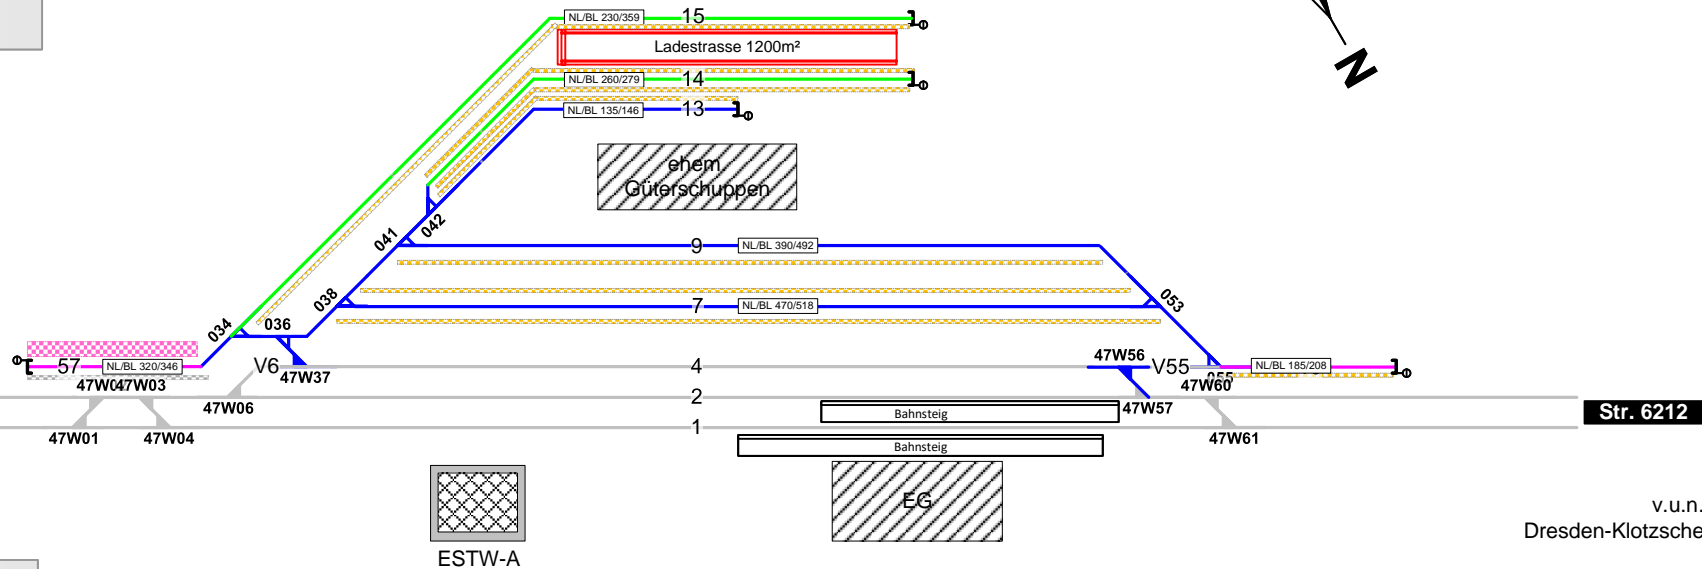 NL/BL 230/359
15
Ladestrasse 1200m²
N
NL/BL 260/279
14
NL/BL 135/146
13
ehem.
Güterschuppen
042
041
9
NL/BL 390/492
038
7
NL/BL 470/518
053
034
036
57
NL/BL 320/346
V6
47W37
4
47W56
V55
NL/BL 185/208
47W03
47W60
47W06
2
47W57
Bahnsteig
Str. 6212
47W01
47W04
1
47W61
Bahnsteig
EG
v.u.n.
Dresden-Klotzsche
ESTW-A